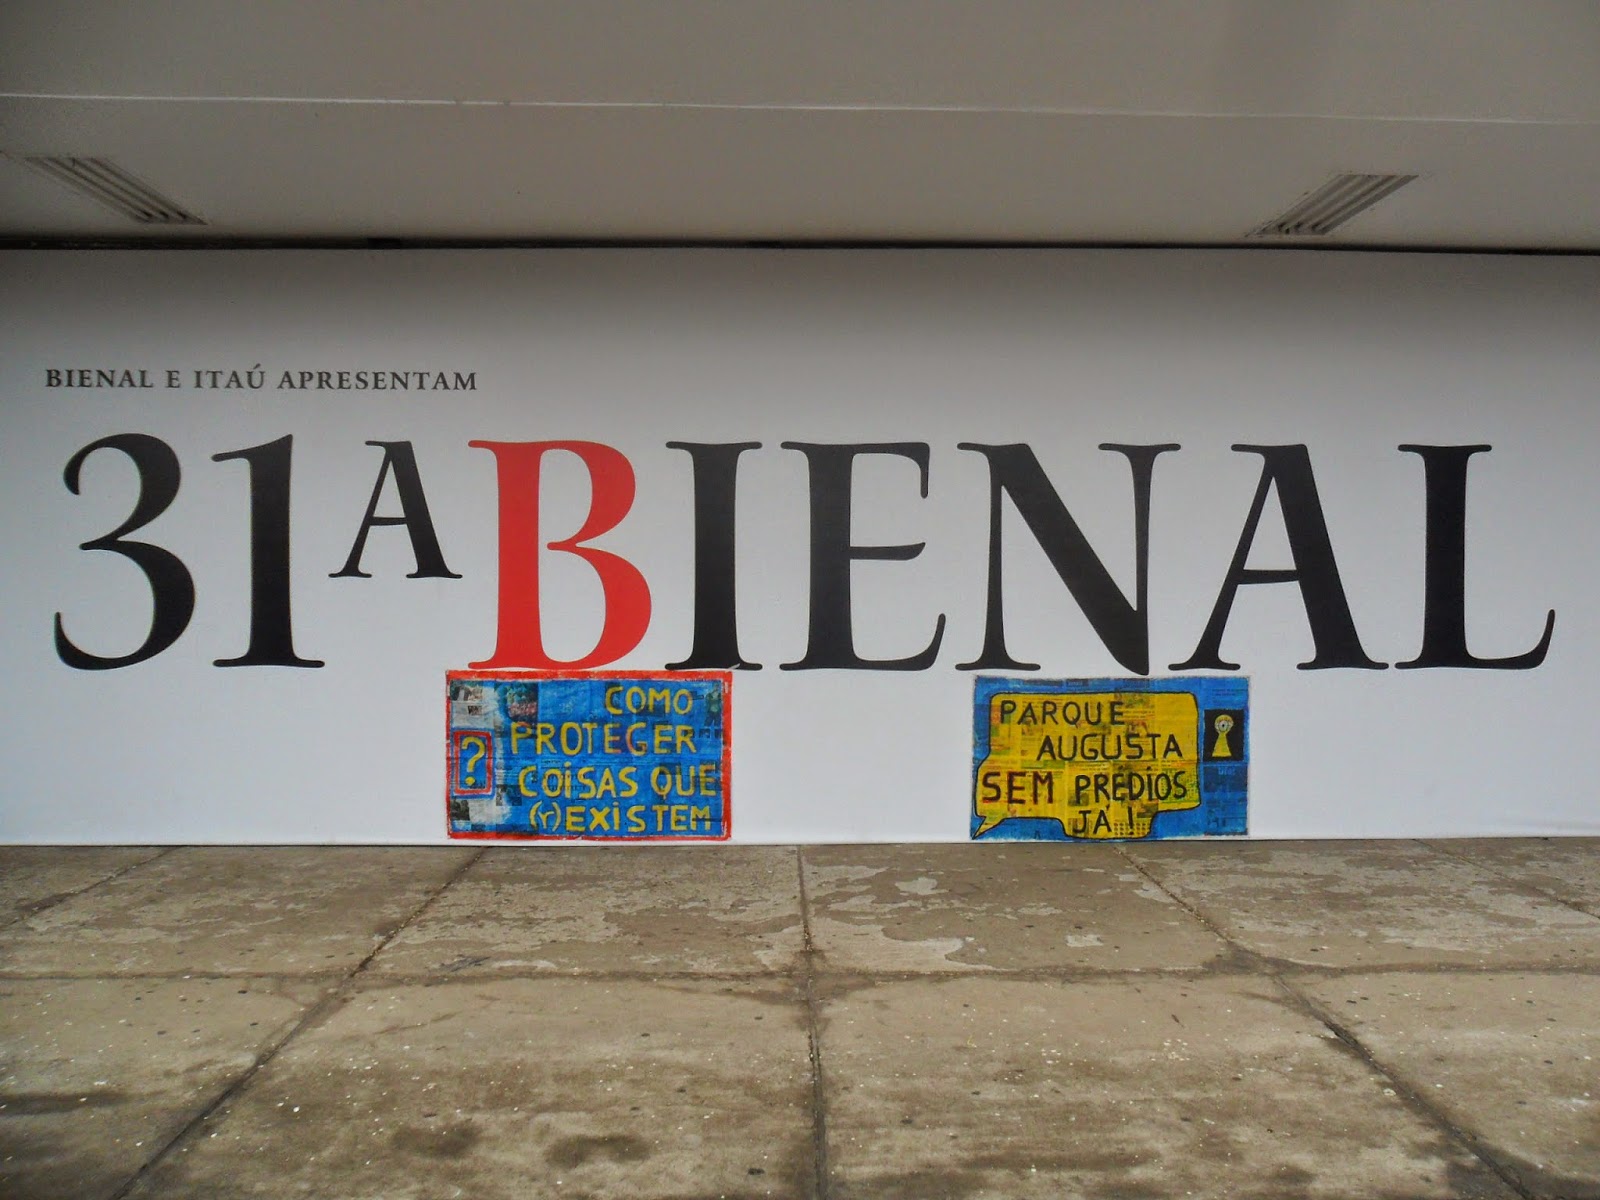 BIENAL E ITAÚ APRESENTAM
31A BIENAL
?
COMO
PROTEGER
COISAS QUE
(r)EXISTEM
PARQUE
AUGUSTA
SEM PREDIOS
JÁ!